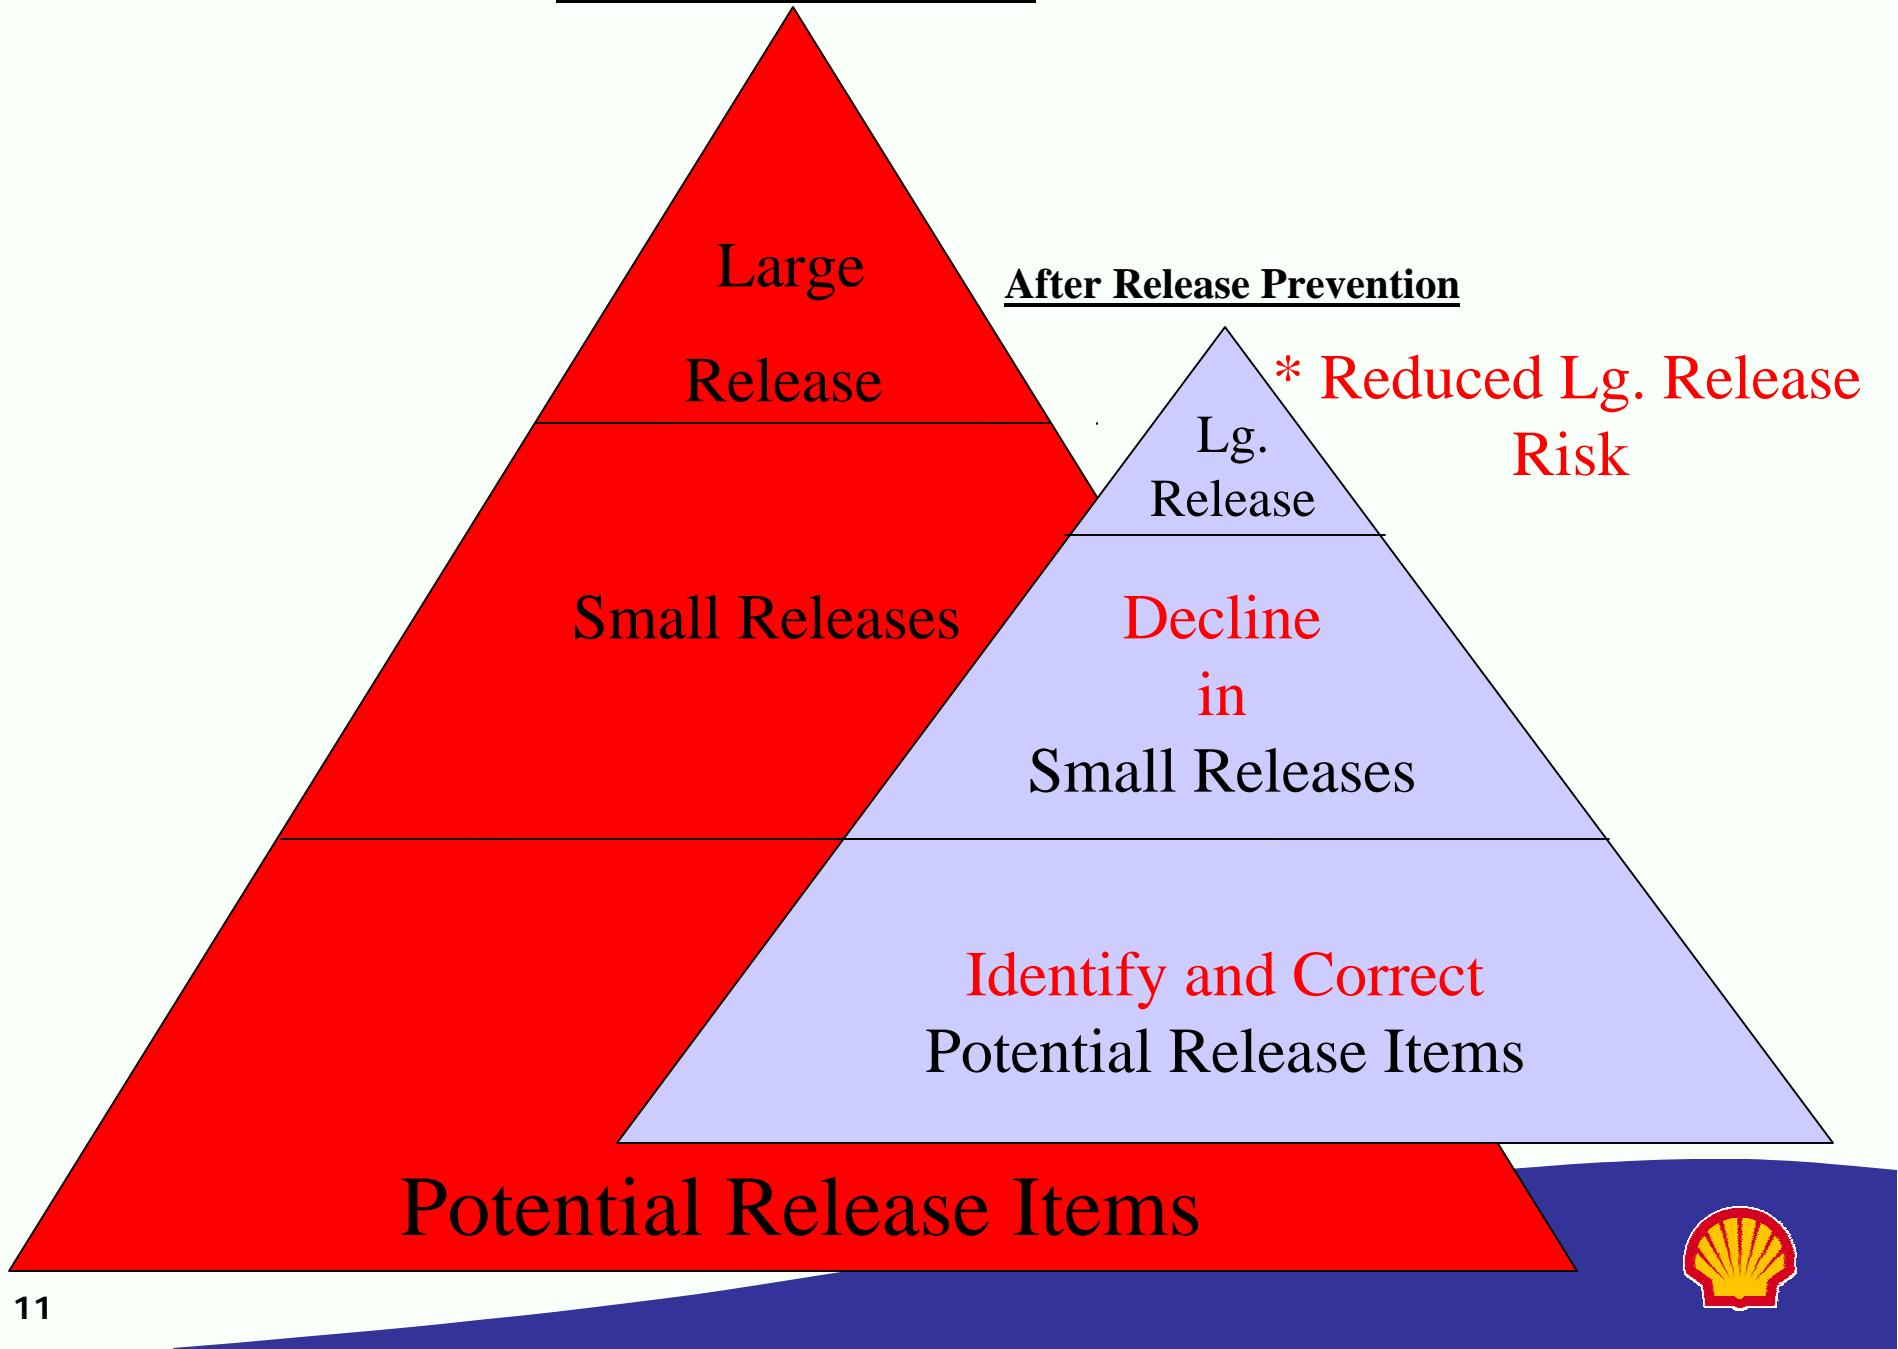 Large
Release
Small Releases
Potential Release Items
After Release Prevention
* Reduced Lg. Release
Risk
Lg.
Release
Decline
in
Small Releases
Identify and Correct
Potential Release Items
11